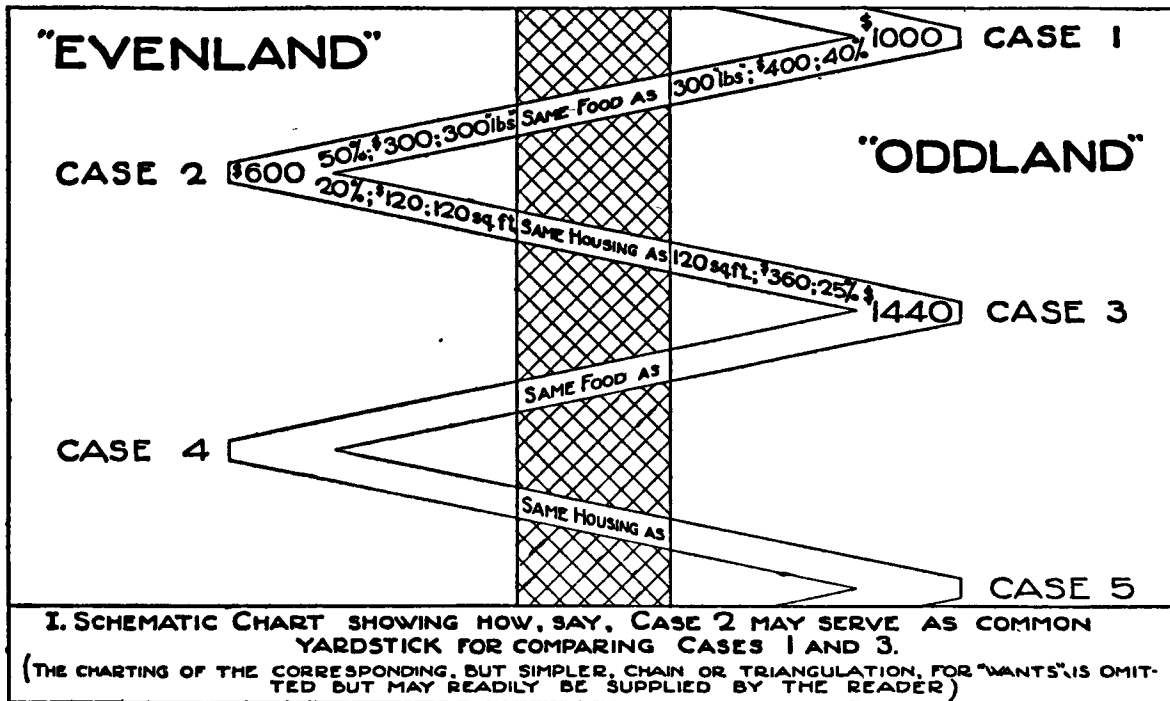 "EVENLAND"
$1000 CASE 1
300 "lbs"; $400; 40%
SAME FOOD AS
50%; $300; 300 "lbs"
CASE 2 $600
"ODDLAND"
20%; $120; 120 sq ft
SAME HOUSING AS
120 sq ft.; $360; 25%
$1440 CASE 3
SAME FOOD AS
CASE 4
SAME HOUSING AS
CASE 5
I. SCHEMATIC CHART SHOWING HOW, SAY, CASE 2 MAY SERVE AS COMMON
YARDSTICK FOR COMPARING CASES 1 AND 3.
(THE CHARTING OF THE CORRESPONDING, BUT SIMPLER, CHAIN OR TRIANGULATION, FOR "WANTS", IS OMIT-
TED BUT MAY READILY BE SUPPLIED BY THE READER)